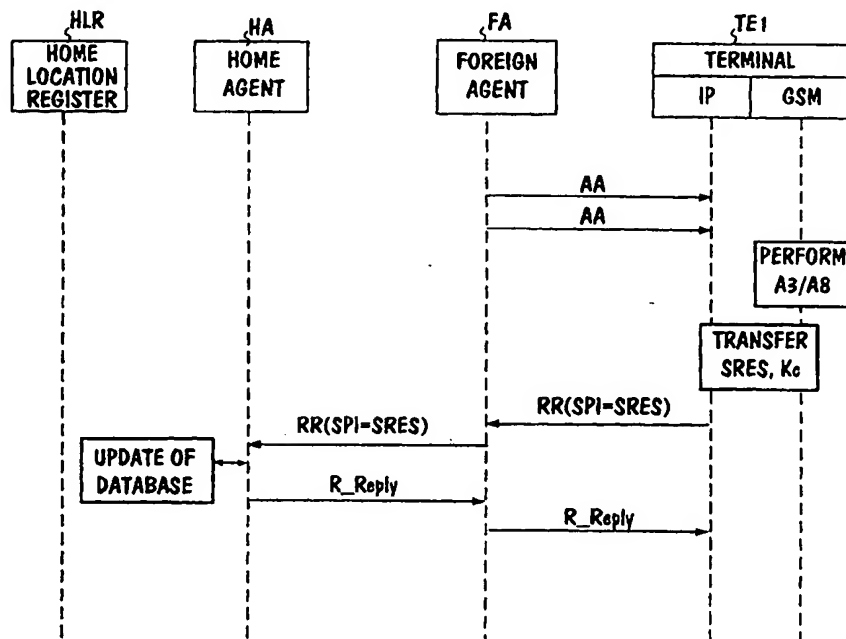 HLR
HA
FA
TE1
HOME
LOCATION
REGISTER
HOME
AGENT
FOREIGN
AGENT
TERMINAL
IP
GSM
AA
AA
PERFORM
A3/A8
TRANSFER
SRES, Kc
RR(SPI=SRES)
RR(SPI=SRES)
UPDATE OF
DATABASE
R_Reply
R_Reply